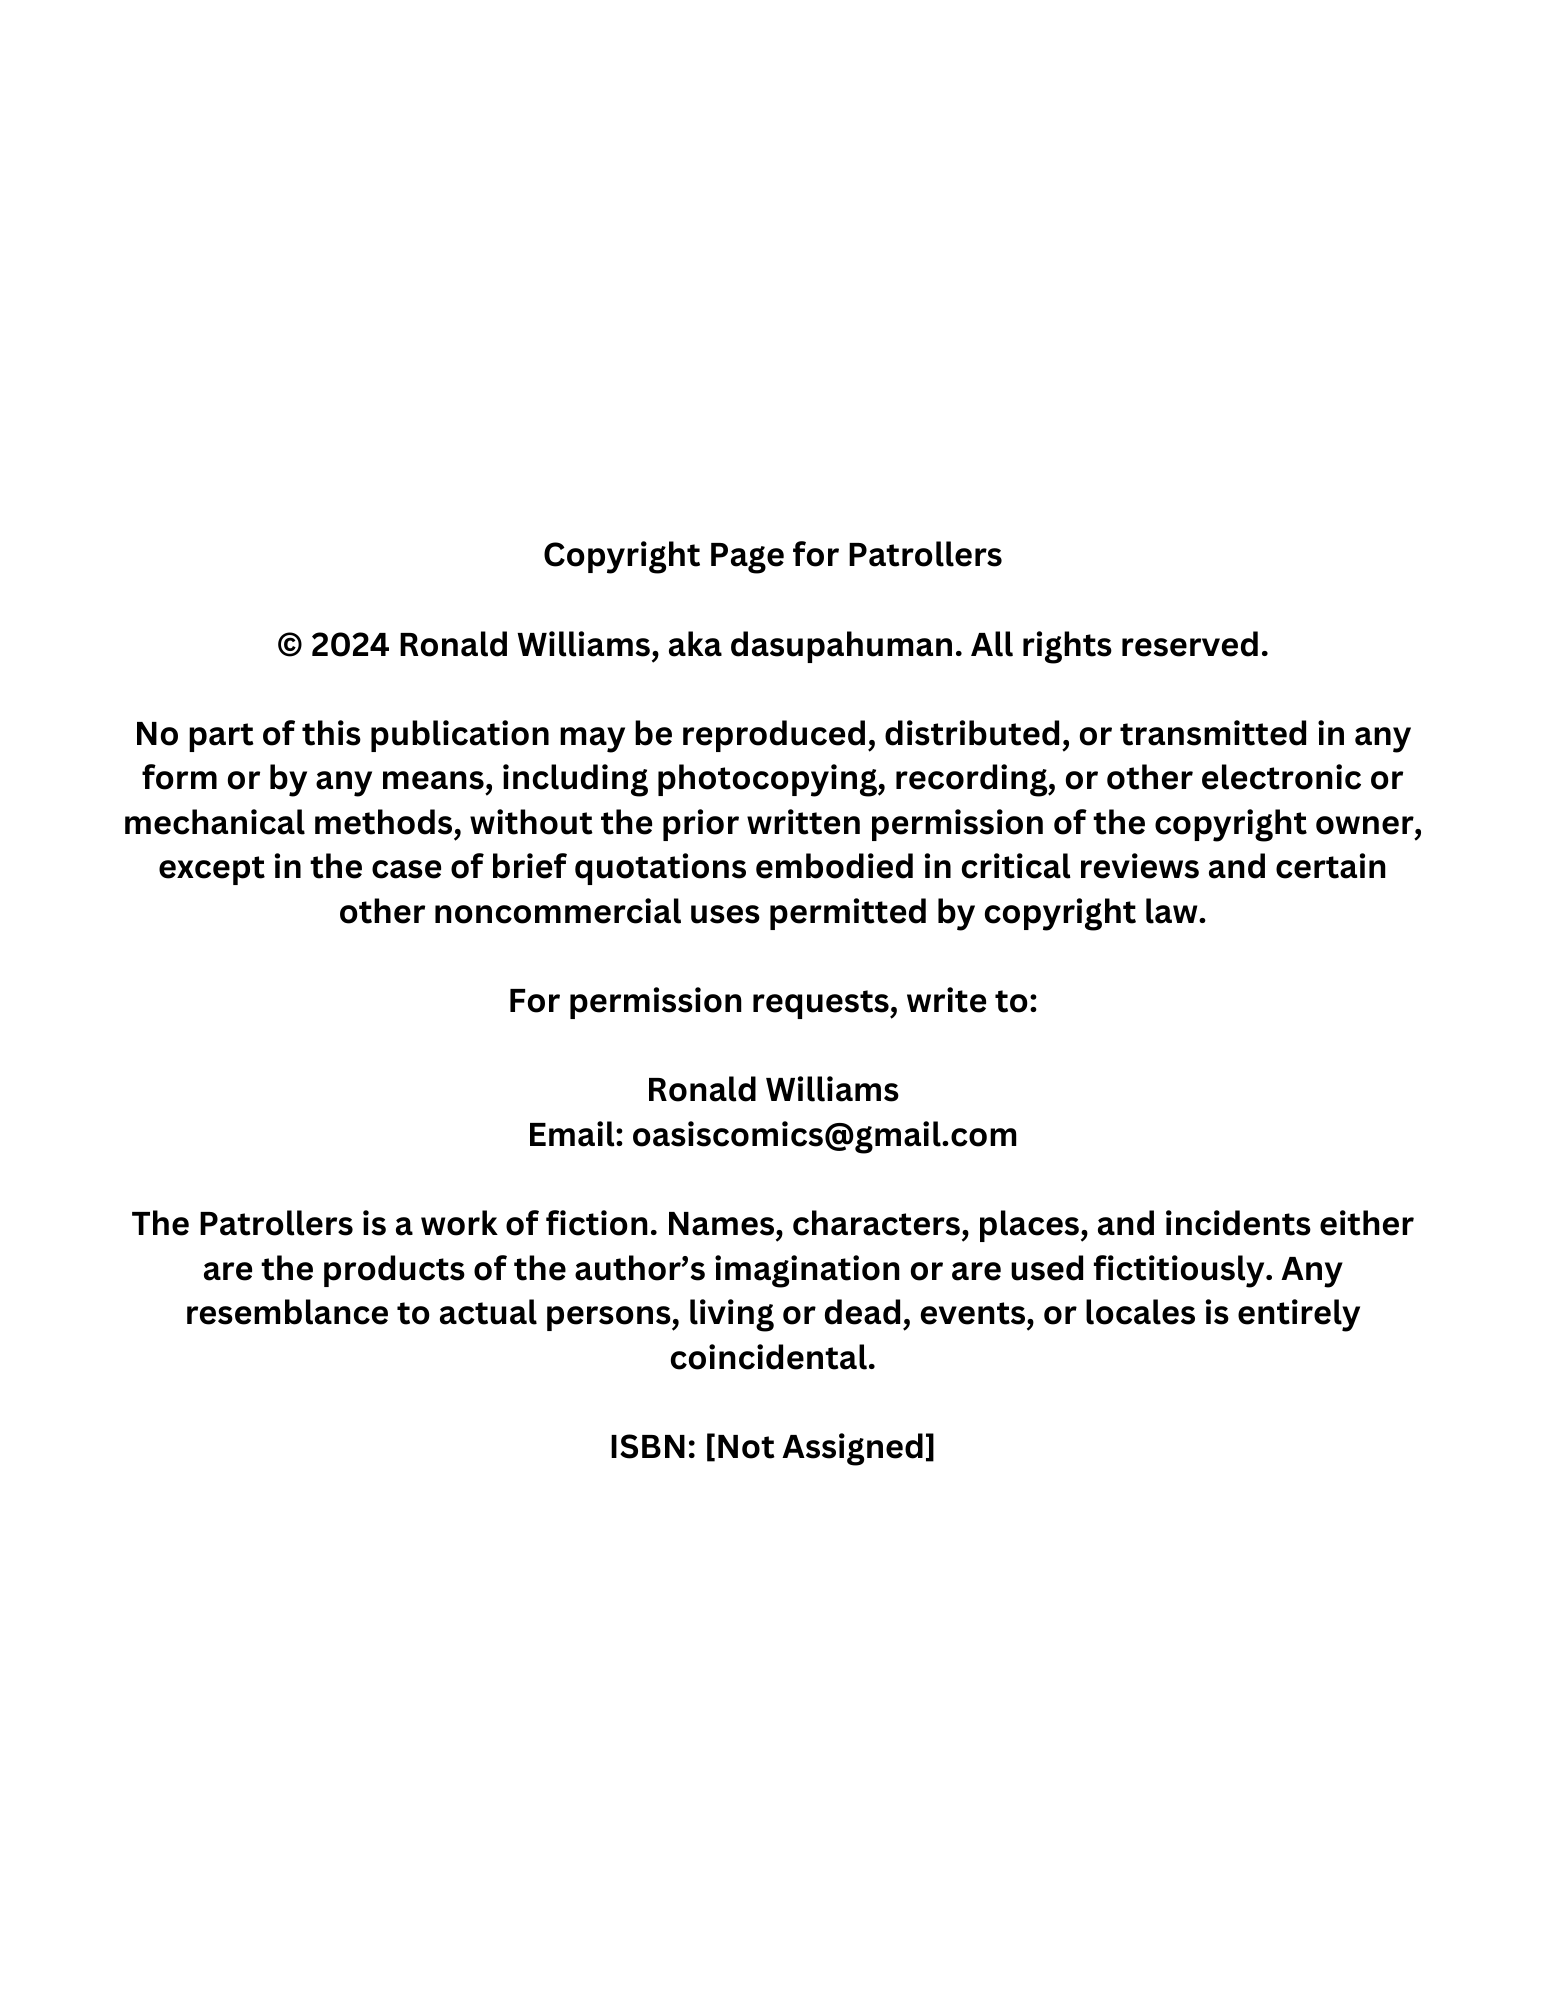 Copyright Page for Patrollers
© 2024 Ronald Williams, aka dasupahuman. All rights reserved.
No part of this publication may be reproduced, distributed, or transmitted in any
form or by any means, including photocopying, recording, or other electronic or
mechanical methods, without the prior written permission of the copyright owner,
except in the case of brief quotations embodied in critical reviews and certain
other noncommercial uses permitted by copyright law.
For permission requests, write to:
Ronald Williams
Email: oasiscomics@gmail.com
The Patrollers is a work of fiction. Names, characters, places, and incidents either
are the products of the author’s imagination or are used fictitiously. Any
resemblance to actual persons, living or dead, events, or locales is entirely
coincidental.
ISBN: [Not Assigned]